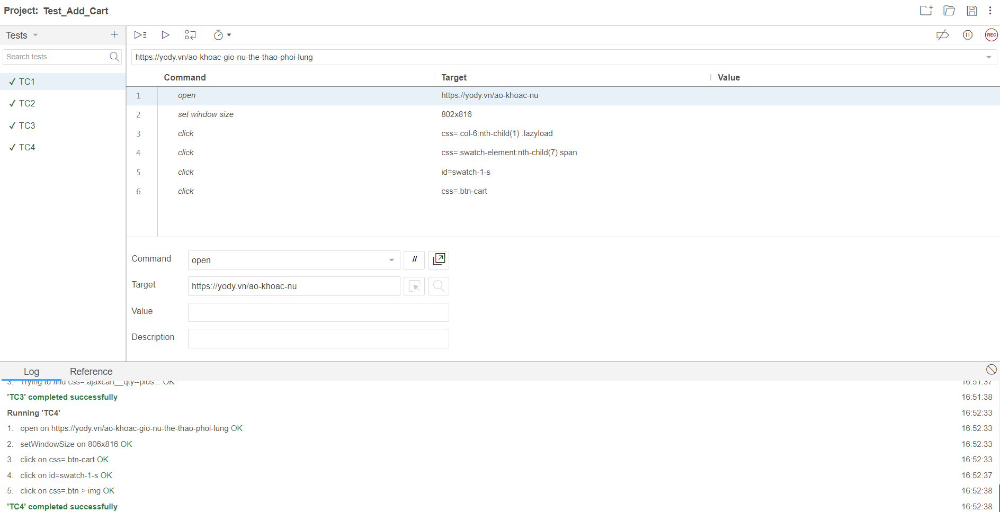 Project: Test_Add_Cart
Tests
Search tests...
✓ TC1
✓ TC2
✓ TC3
✓ TC4
REC
https://yody.vn/ao-khoac-gio-nu-the-thao-phoi-lung
Command Target Value
1 open https://yody.vn/ao-khoac-nu
2 set window size 802x816
3 click css=.col-6:nth-child(1) .lazyload
4 click css=.swatch-element:nth-child(7) span
5 click id=swatch-1-s
6 click css=.btn-cart
Command open //
Target https://yody.vn/ao-khoac-nu
Value
Description
Log Reference
3. Trying to find css=.ajaxcart__qty--plus... OK 16:51:37
'TC3' completed successfully 16:51:38
Running 'TC4' 16:52:33
1. open on https://yody.vn/ao-khoac-gio-nu-the-thao-phoi-lung OK 16:52:33
2. setWindowSize on 806x816 OK 16:52:33
3. click on css=.btn-cart OK 16:52:33
4. click on id=swatch-1-s OK 16:52:37
5. click on css=.btn > img OK 16:52:38
'TC4' completed successfully 16:52:38